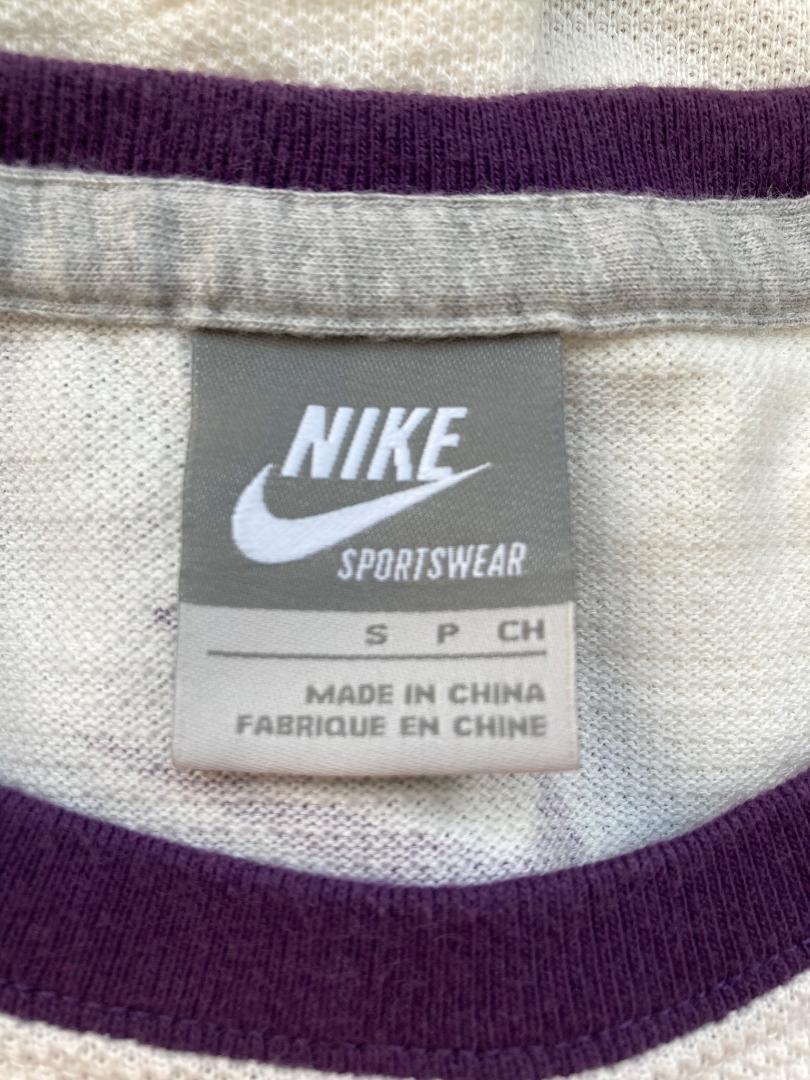 NIKE
SPORTSWEAR
S P CH
MADE IN CHINA
FABRIQUE EN CHINE